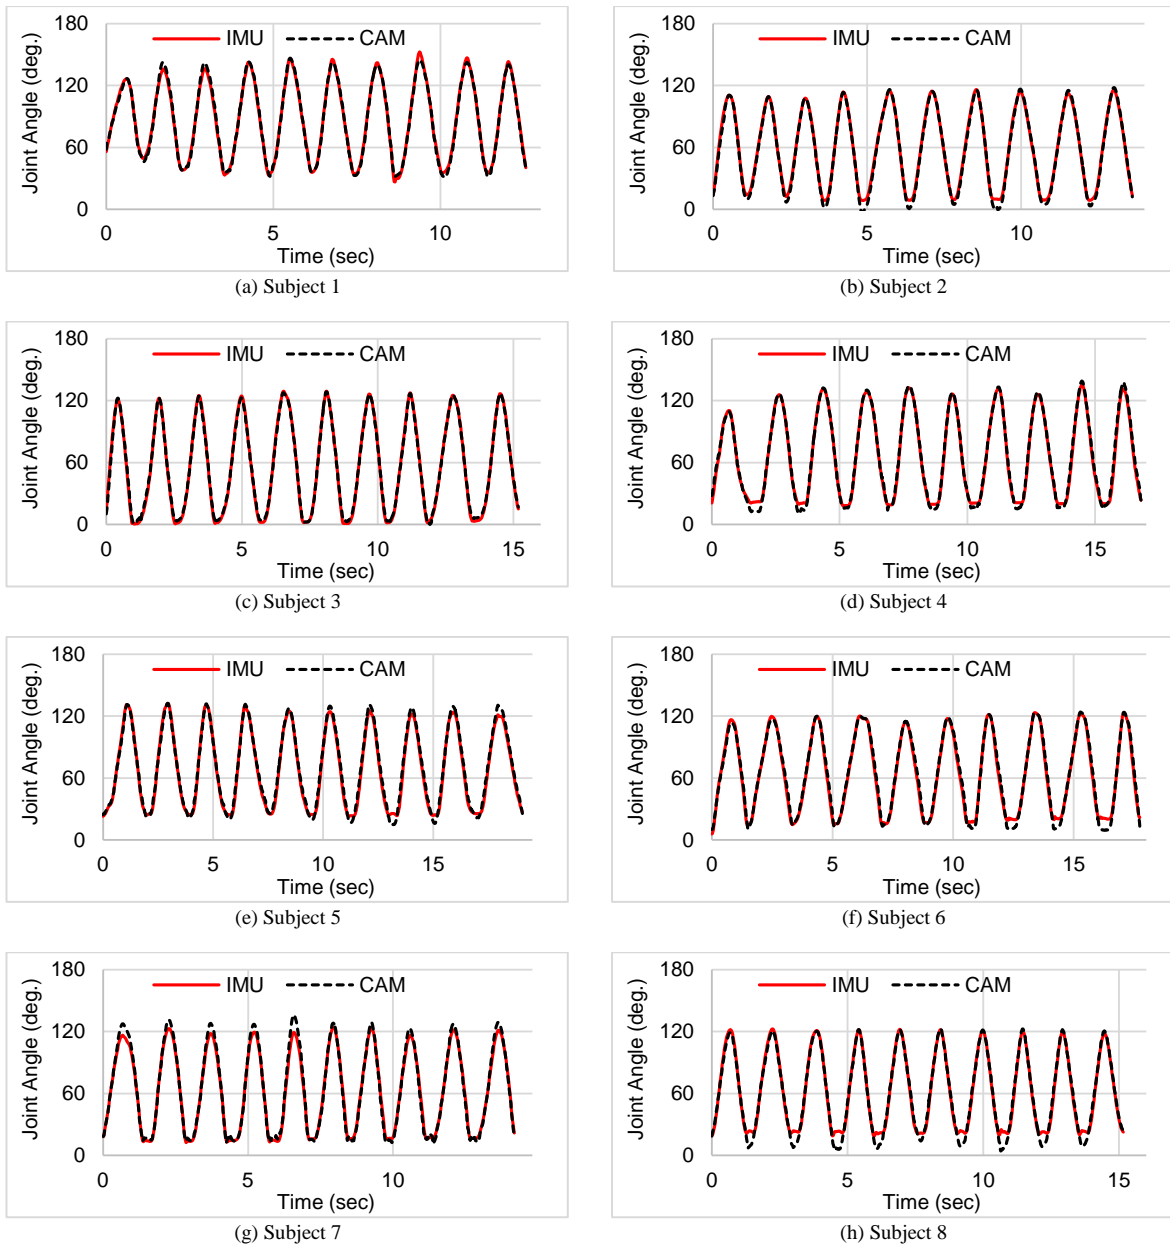 180
120
60
0
Joint Angle (deg.)
IMU CAM
0 5 10
Time (sec)
(a) Subject 1
180
120
60
0
Joint Angle (deg.)
IMU CAM
0 5 10
Time (sec)
(b) Subject 2
180
120
60
0
Joint Angle (deg.)
IMU CAM
0 5 10 15
Time (sec)
(c) Subject 3
180
120
60
0
Joint Angle (deg.)
IMU CAM
0 5 10 15
Time (sec)
(d) Subject 4
180
120
60
0
Joint Angle (deg.)
IMU CAM
0 5 10 15
Time (sec)
(e) Subject 5
180
120
60
0
Joint Angle (deg.)
IMU CAM
0 5 10 15
Time (sec)
(f) Subject 6
180
120
60
0
Joint Angle (deg.)
IMU CAM
0 5 10
Time (sec)
(g) Subject 7
180
120
60
0
Joint Angle (deg.)
IMU CAM
0 5 10 15
Time (sec)
(h) Subject 8